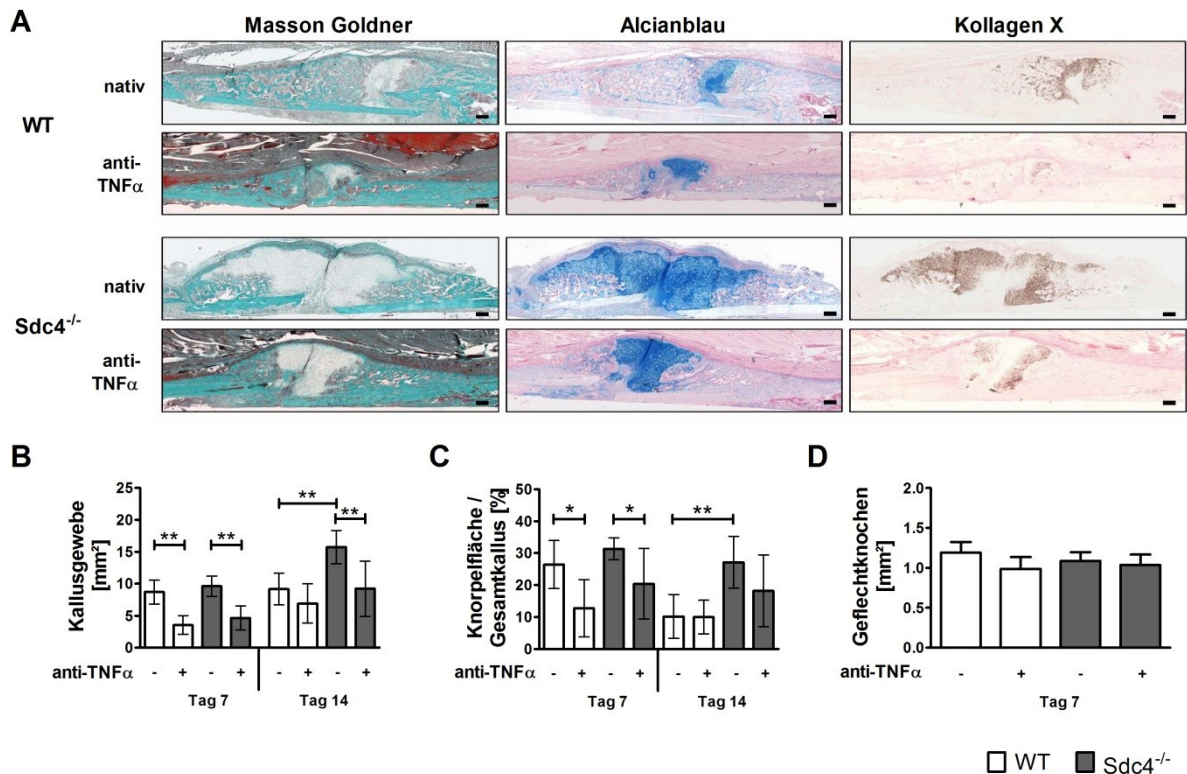 A
Masson Goldner Alcianblau Kollagen X
WT
nativ
anti-
TNFα
Sdc4-/-
nativ
anti-
TNFα
B
Kallusgewebe
[mm²]
25
20
15
10
5
0
** ** ** **
anti-TNFα - + - + - + - +
Tag 7 Tag 14
C
Knorpelfläche /
Gesamtkallus [%]
50
40
30
20
10
0
* * **
- + - + - + - +
Tag 7 Tag 14
D
Geflechtknochen
[mm²]
2.0
1.5
1.0
0.5
0.0
anti-TNFα - + - +
Tag 7
WT Sdc4-/-